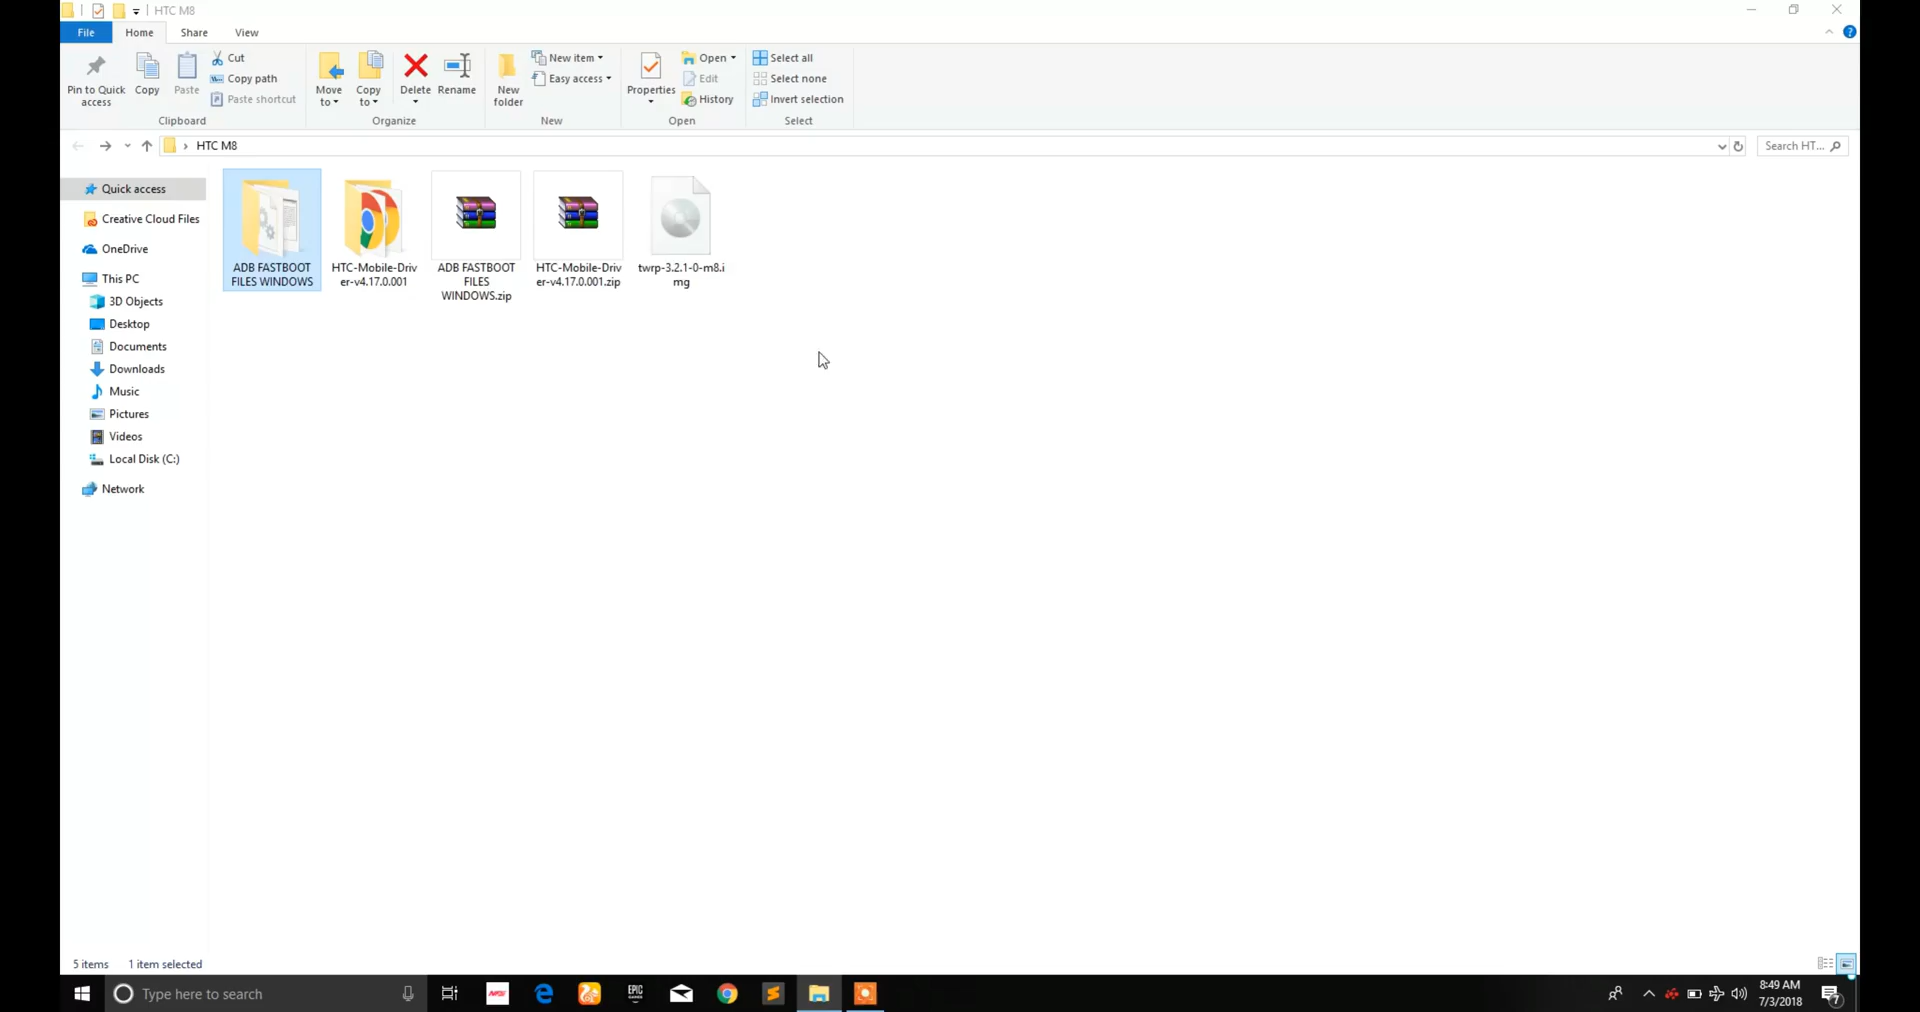 HTC M8
File
Home
Share
View
Pin to Quick
access
Copy
Paste
Cut
Copy path
Paste shortcut
Clipboard
Move
to
Copy
to
Delete
Rename
Organize
New
folder
New item
Easy access
New
Properties
Open
Edit
History
Open
Select all
Select none
Invert selection
Select
HTC M8
Search HT...
Quick access
Creative Cloud Files
OneDrive
This PC
3D Objects
Desktop
Documents
Downloads
Music
Pictures
Videos
Local Disk (C:)
Network
ADB FASTBOOT
FILES WINDOWS
HTC-Mobile-Driv
er-v4.17.0.001
ADB FASTBOOT
FILES
WINDOWS.zip
HTC-Mobile-Driv
er-v4.17.0.001.zip
twrp-3.2.1-0-m8.i
mg
5 items
1 item selected
Type here to search
EPIC
GAMES
8:49 AM
7/3/2018
7